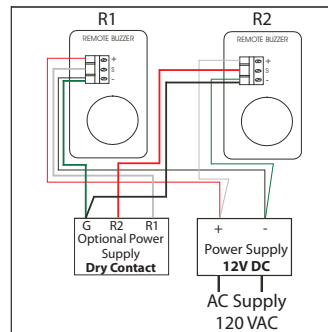 R1 R2
REMOTE BUZZER REMOTE BUZZER
+ +
S S
- -
G R2 R1 + -
Optional Power
Supply
Dry Contact
Power Supply
12V DC
AC Supply
120 VAC